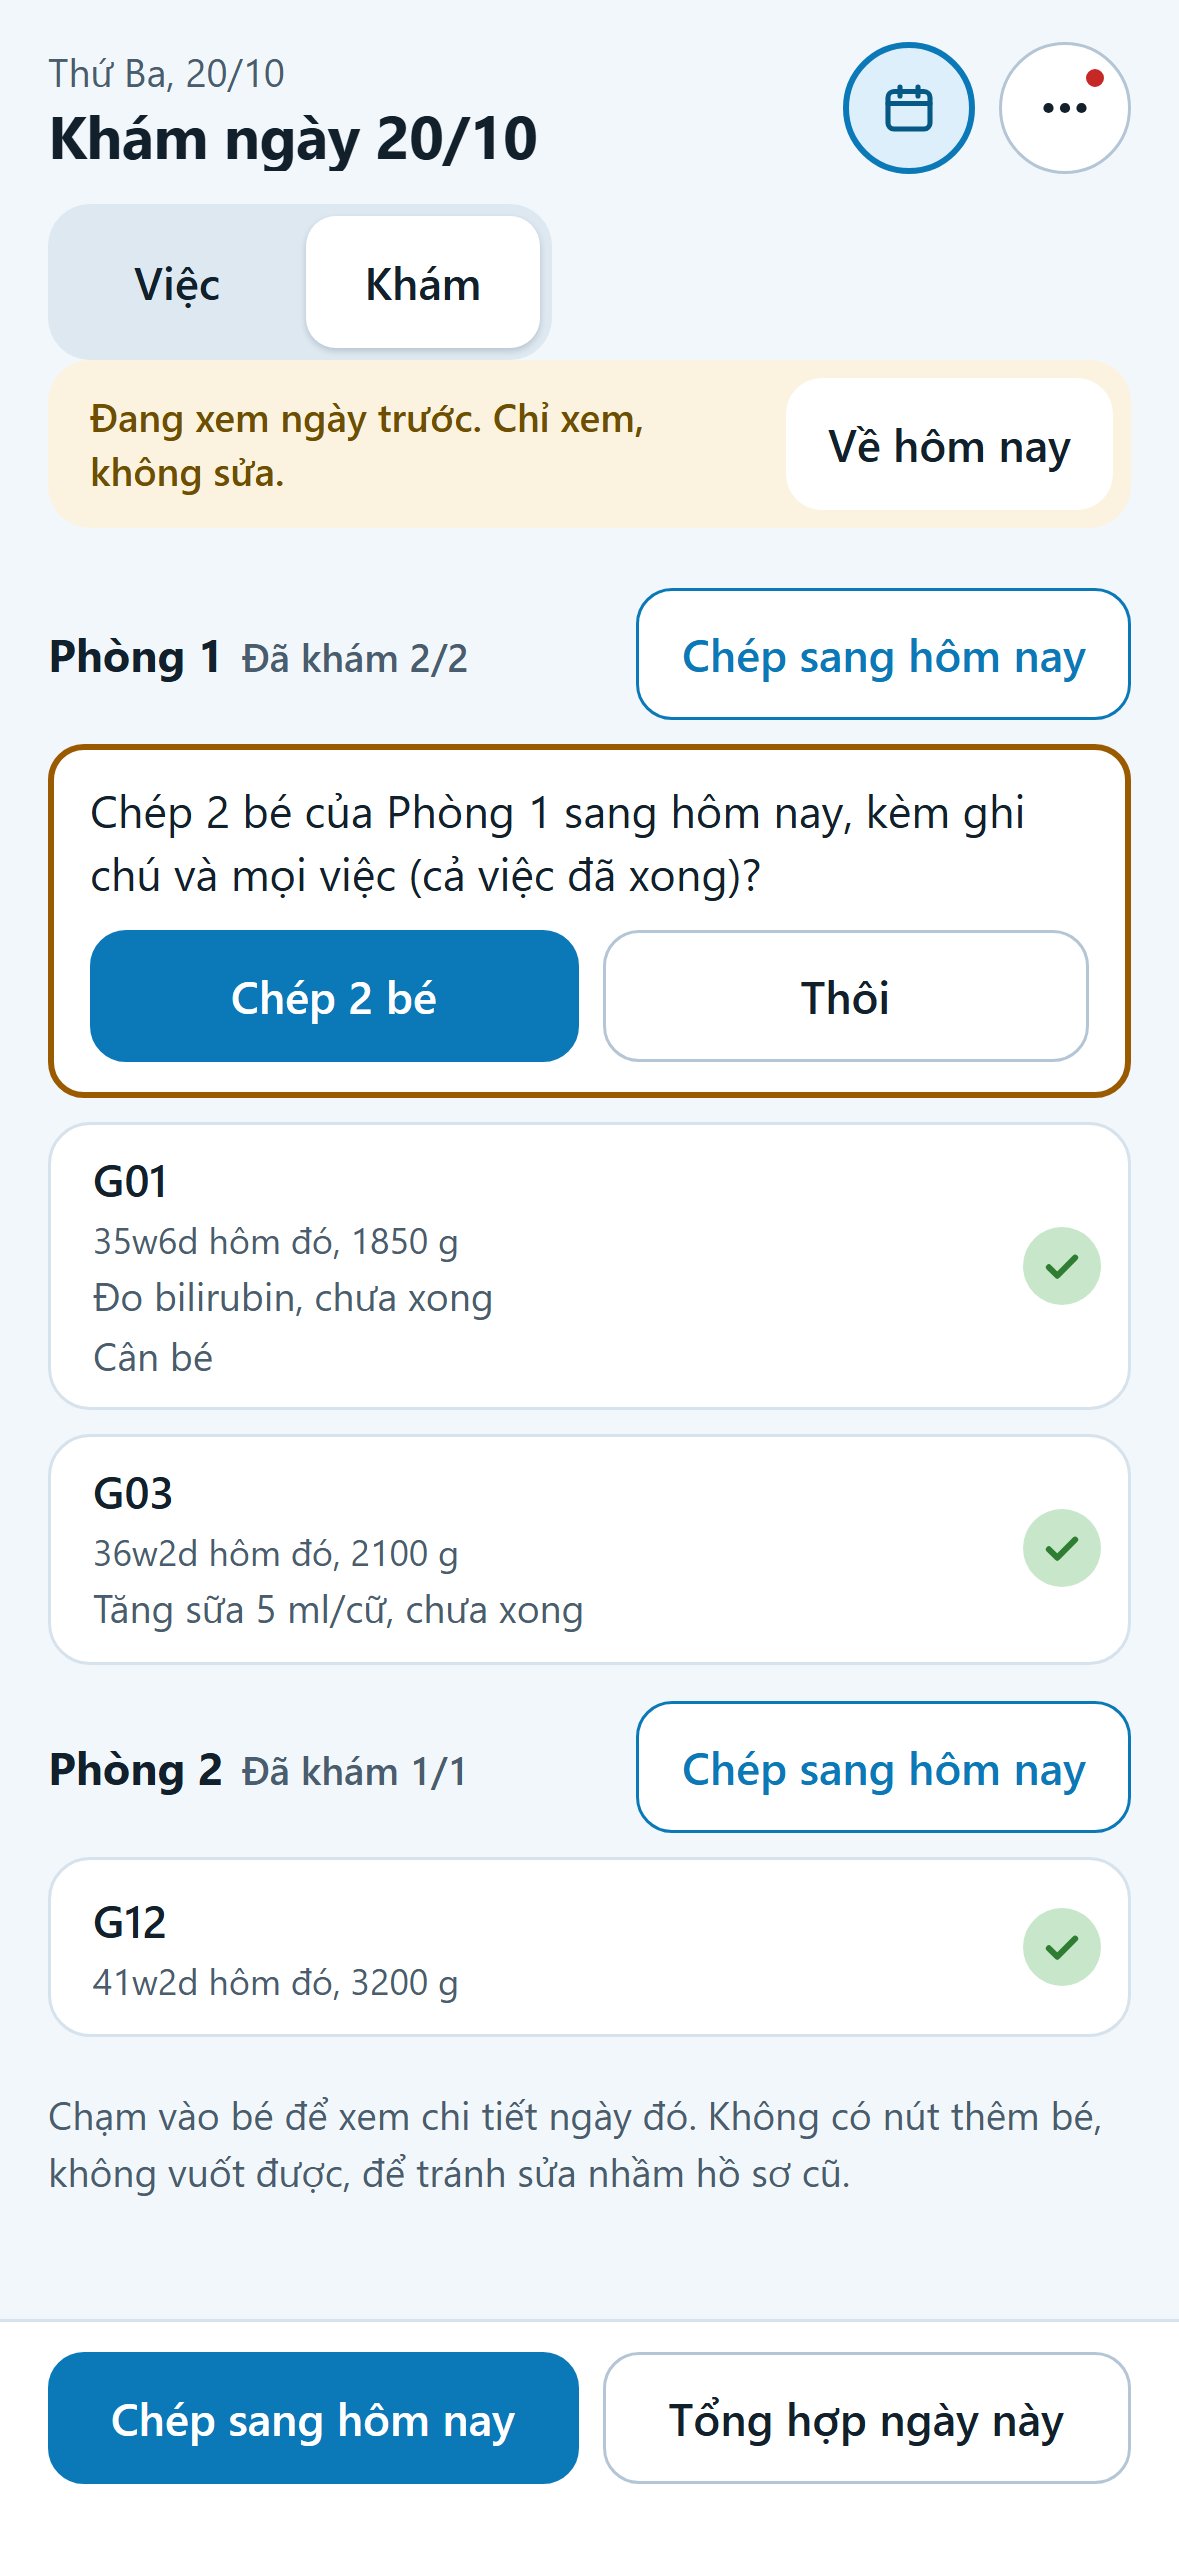 Thứ Ba, 20/10
Khám ngày 20/10
Việc
Khám
Đang xem ngày trước. Chỉ xem,
không sửa.
Về hôm nay
Phòng 1 Đã khám 2/2
Chép sang hôm nay
Chép 2 bé của Phòng 1 sang hôm nay, kèm ghi
chú và mọi việc (cả việc đã xong)?
Chép 2 bé
Thôi
G01
35w6d hôm đó, 1850 g
Đo bilirubin, chưa xong
Cân bé
G03
36w2d hôm đó, 2100 g
Tăng sữa 5 ml/cữ, chưa xong
Phòng 2 Đã khám 1/1
Chép sang hôm nay
G12
41w2d hôm đó, 3200 g
Chạm vào bé để xem chi tiết ngày đó. Không có nút thêm bé,
không vuốt được, để tránh sửa nhầm hồ sơ cũ.
Chép sang hôm nay
Tổng hợp ngày này